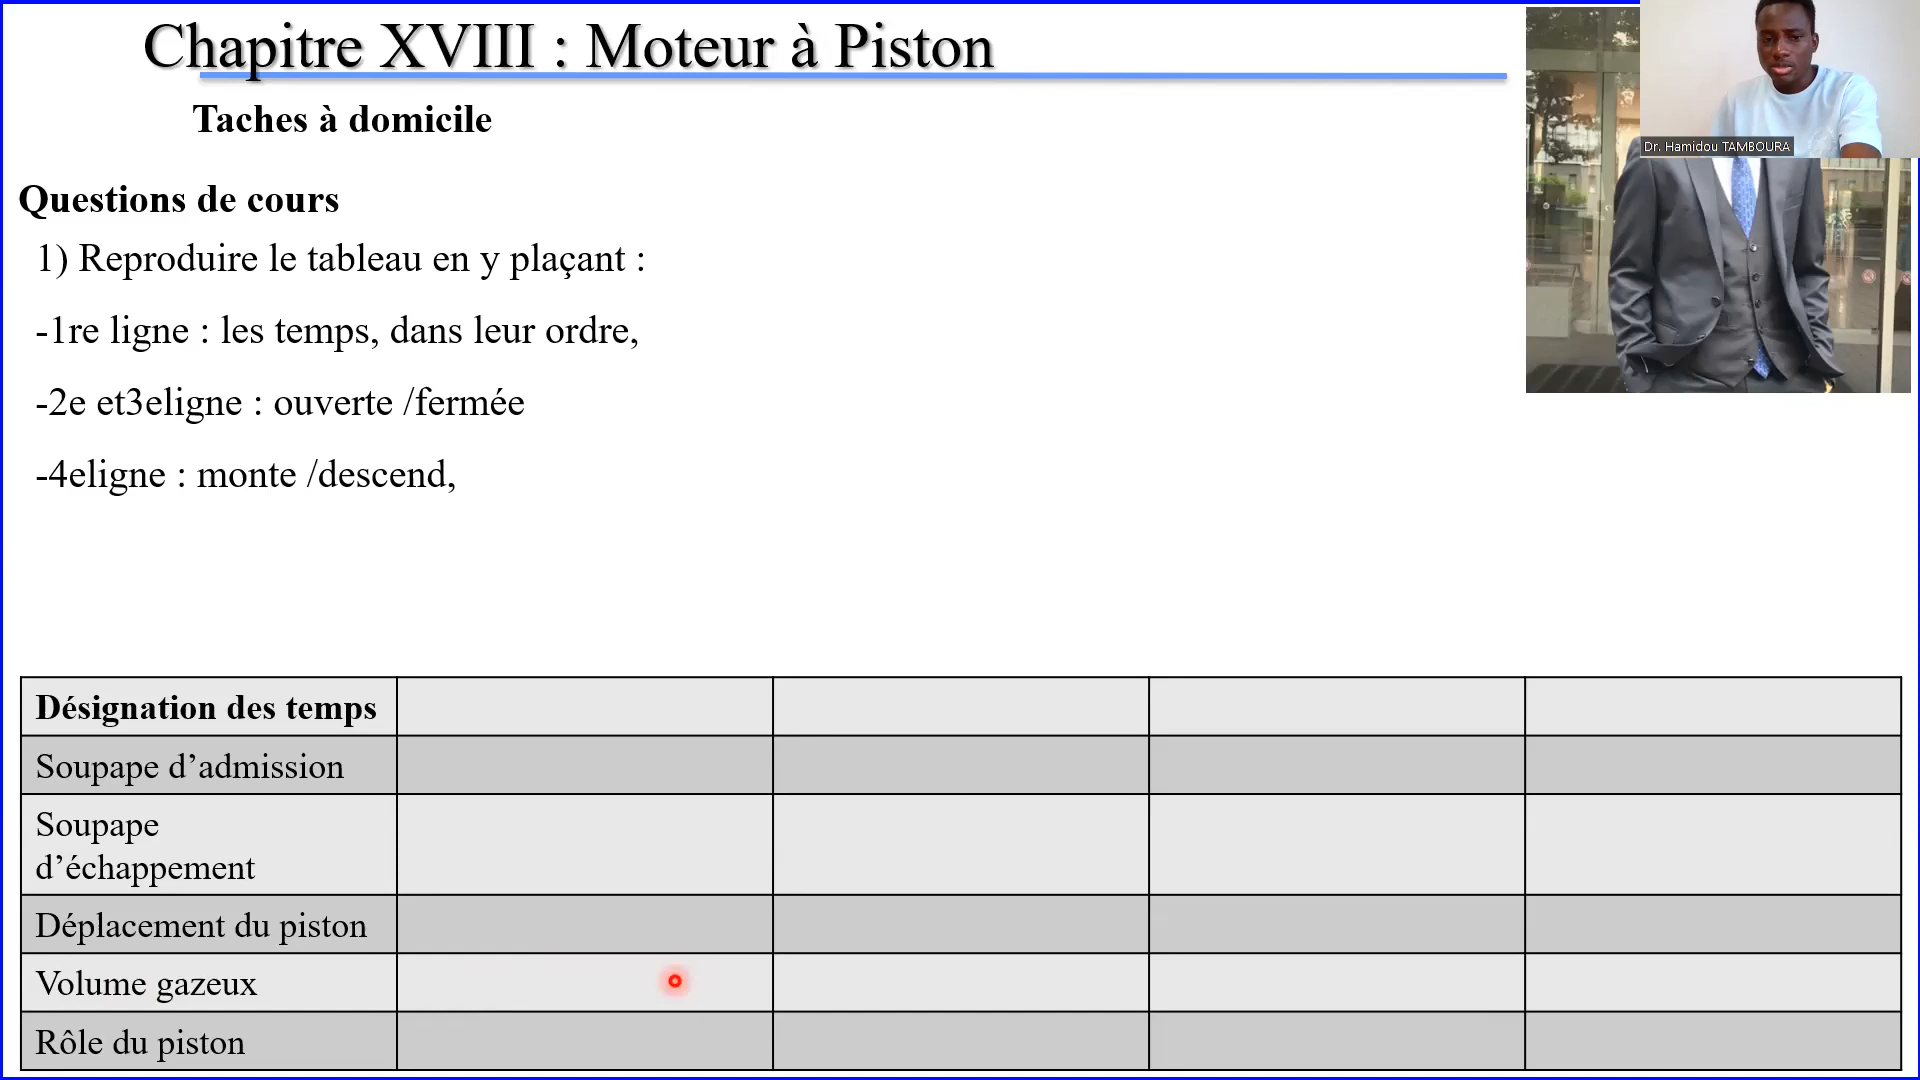 Chapitre XVIII : Moteur à Piston
Dr. Hamidou TAMBOURA
Taches à domicile
Questions de cours
1) Reproduire le tableau en y plaçant :
-1re ligne : les temps, dans leur ordre,
-2e et3eligne : ouverte /fermée
-4eligne : monte /descend,
Désignation des temps
Soupape d’admission
Soupape
d’échappement
Déplacement du piston
Volume gazeux
Rôle du piston